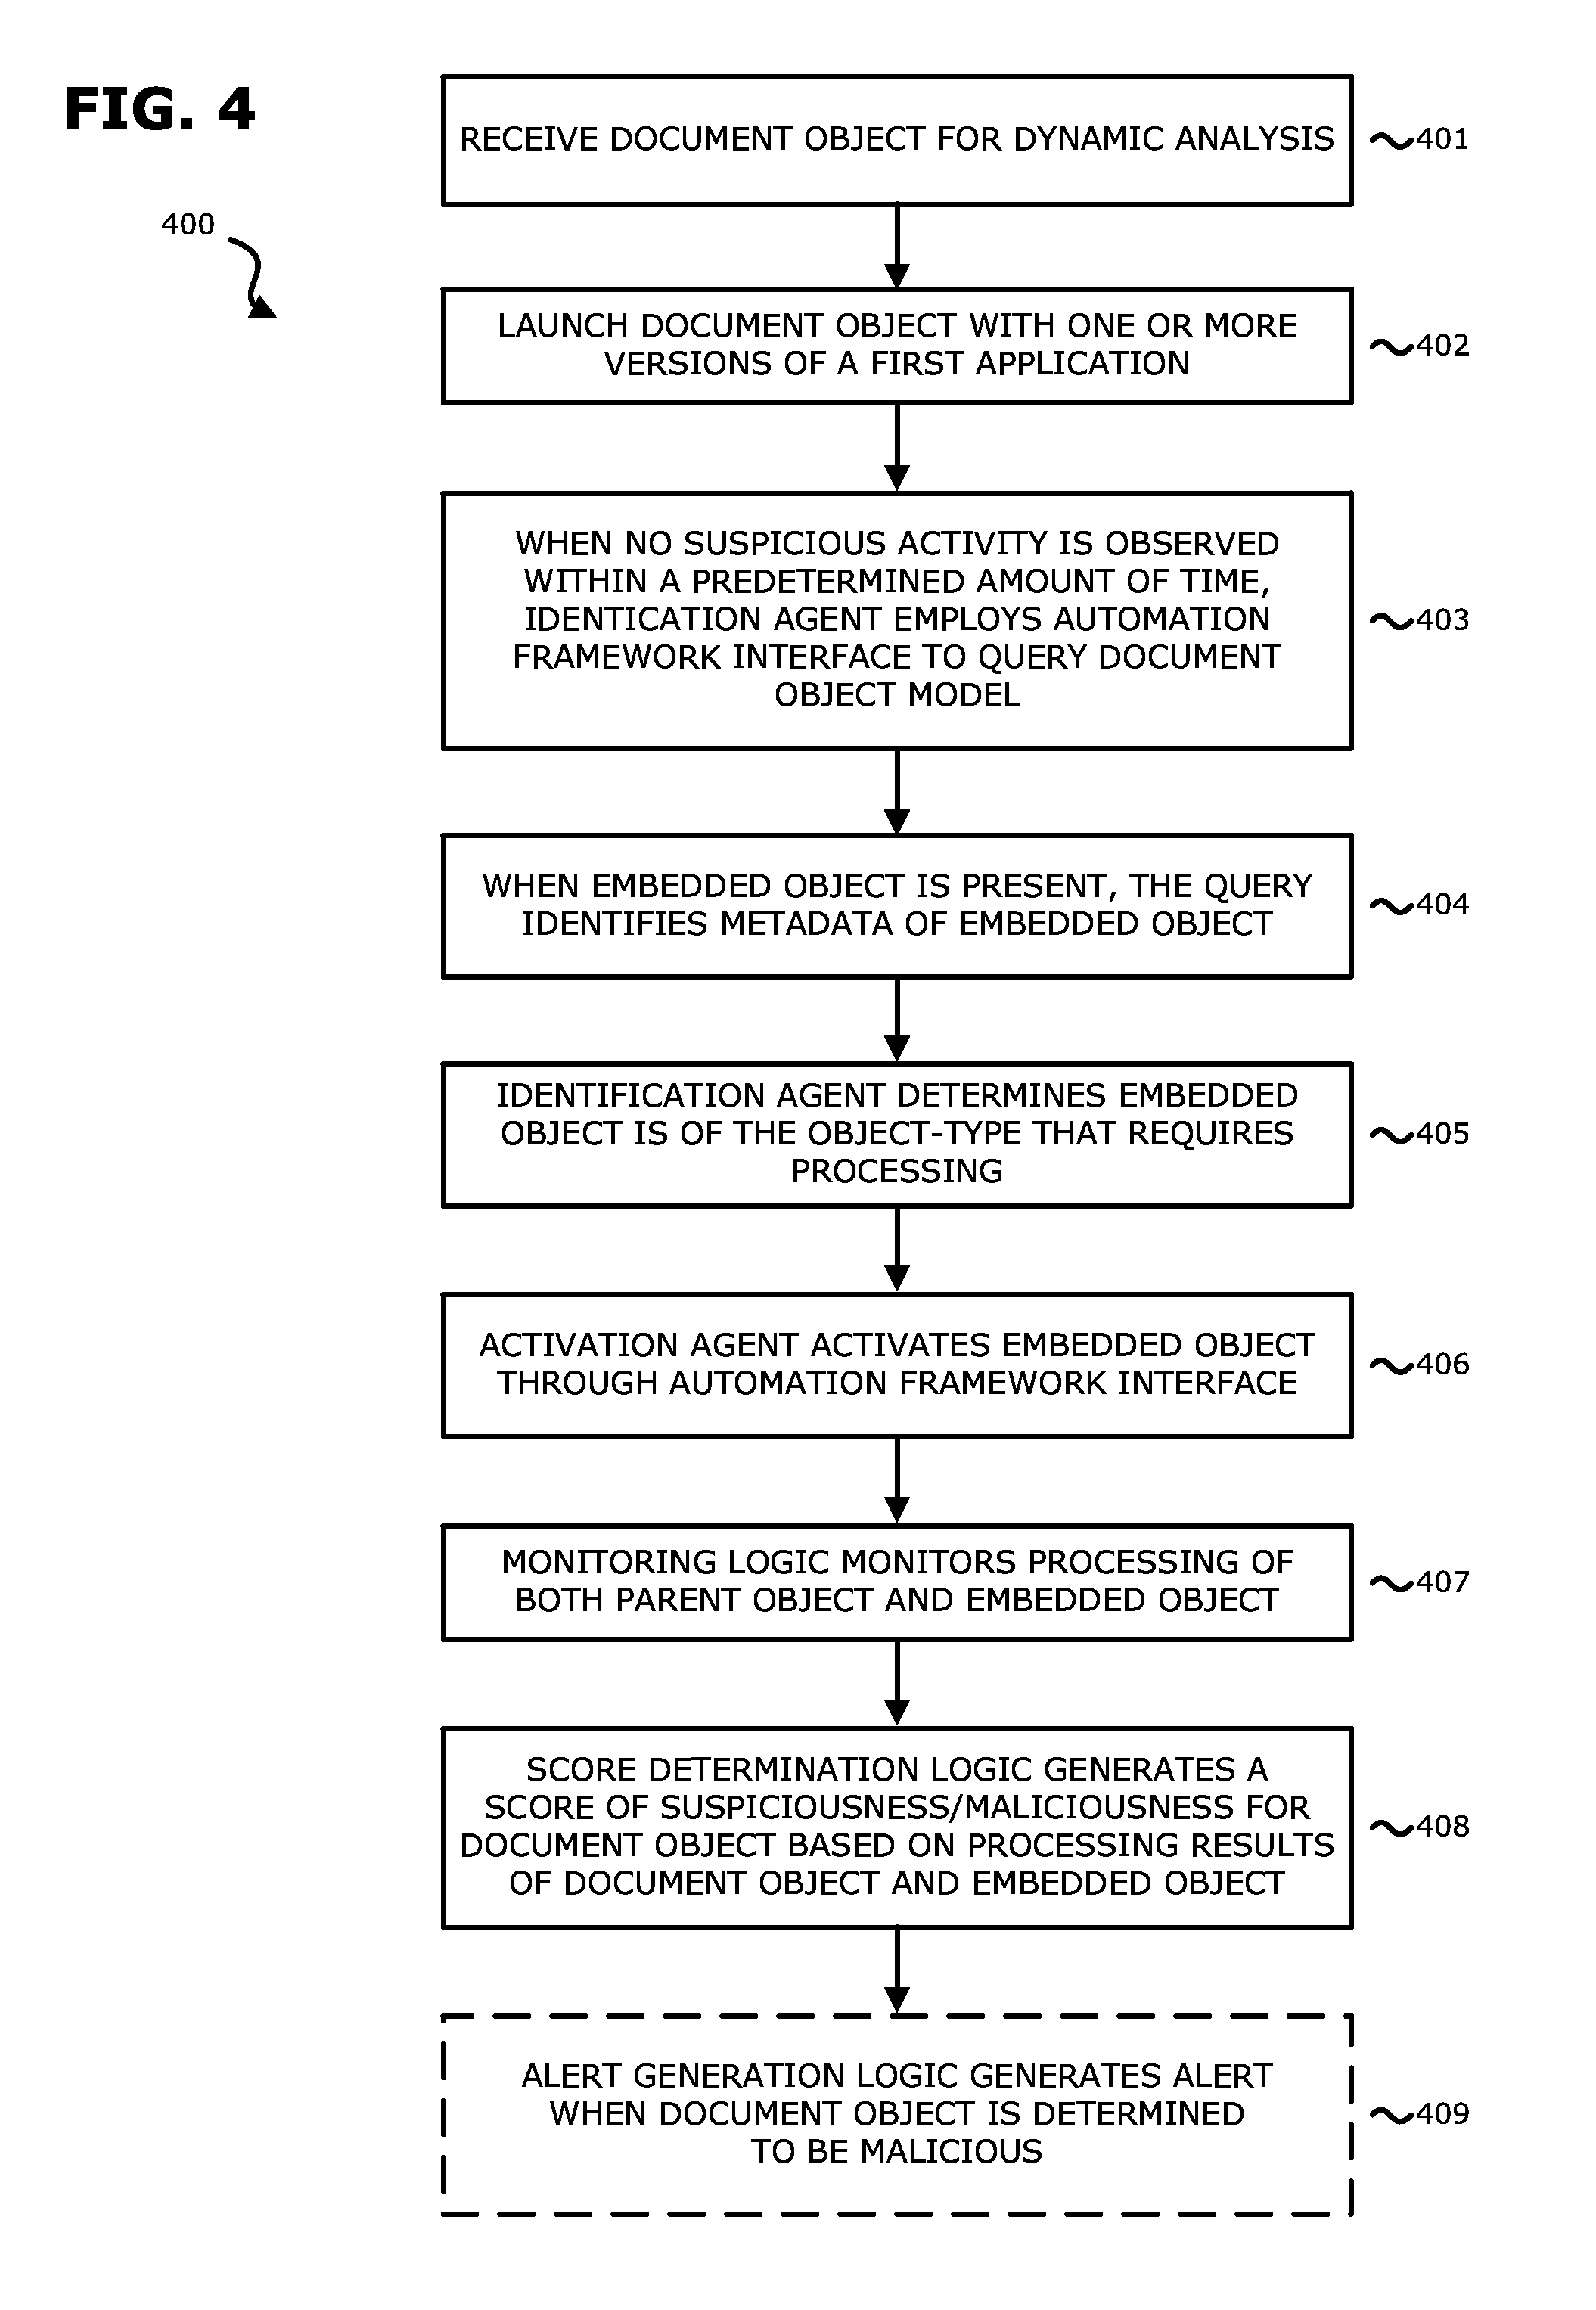 FIG. 4
400
RECEIVE DOCUMENT OBJECT FOR DYNAMIC ANALYSIS
401
LAUNCH DOCUMENT OBJECT WITH ONE OR MORE
VERSIONS OF A FIRST APPLICATION
402
WHEN NO SUSPICIOUS ACTIVITY IS OBSERVED
WITHIN A PREDETERMINED AMOUNT OF TIME,
IDENTICATION AGENT EMPLOYS AUTOMATION
FRAMEWORK INTERFACE TO QUERY DOCUMENT
OBJECT MODEL
403
WHEN EMBEDDED OBJECT IS PRESENT, THE QUERY
IDENTIFIES METADATA OF EMBEDDED OBJECT
404
IDENTIFICATION AGENT DETERMINES EMBEDDED
OBJECT IS OF THE OBJECT-TYPE THAT REQUIRES
PROCESSING
405
ACTIVATION AGENT ACTIVATES EMBEDDED OBJECT
THROUGH AUTOMATION FRAMEWORK INTERFACE
406
MONITORING LOGIC MONITORS PROCESSING OF
BOTH PARENT OBJECT AND EMBEDDED OBJECT
407
SCORE DETERMINATION LOGIC GENERATES A
SCORE OF SUSPICIOUSNESS/MALICIOUSNESS FOR
DOCUMENT OBJECT BASED ON PROCESSING RESULTS
OF DOCUMENT OBJECT AND EMBEDDED OBJECT
408
ALERT GENERATION LOGIC GENERATES ALERT
WHEN DOCUMENT OBJECT IS DETERMINED
TO BE MALICIOUS
409